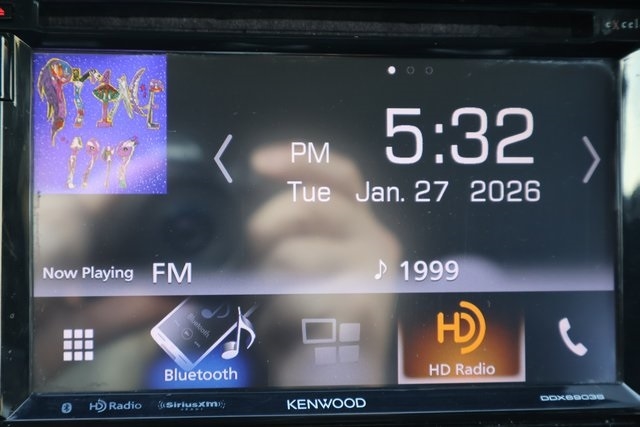 excel
PRINCE
1999
PM 5:32
Tue Jan. 27 2026
Now Playing FM ♪ 1999
Bluetooth
HD Radio
HD Radio SiriusXM KENWOOD DDX6903S